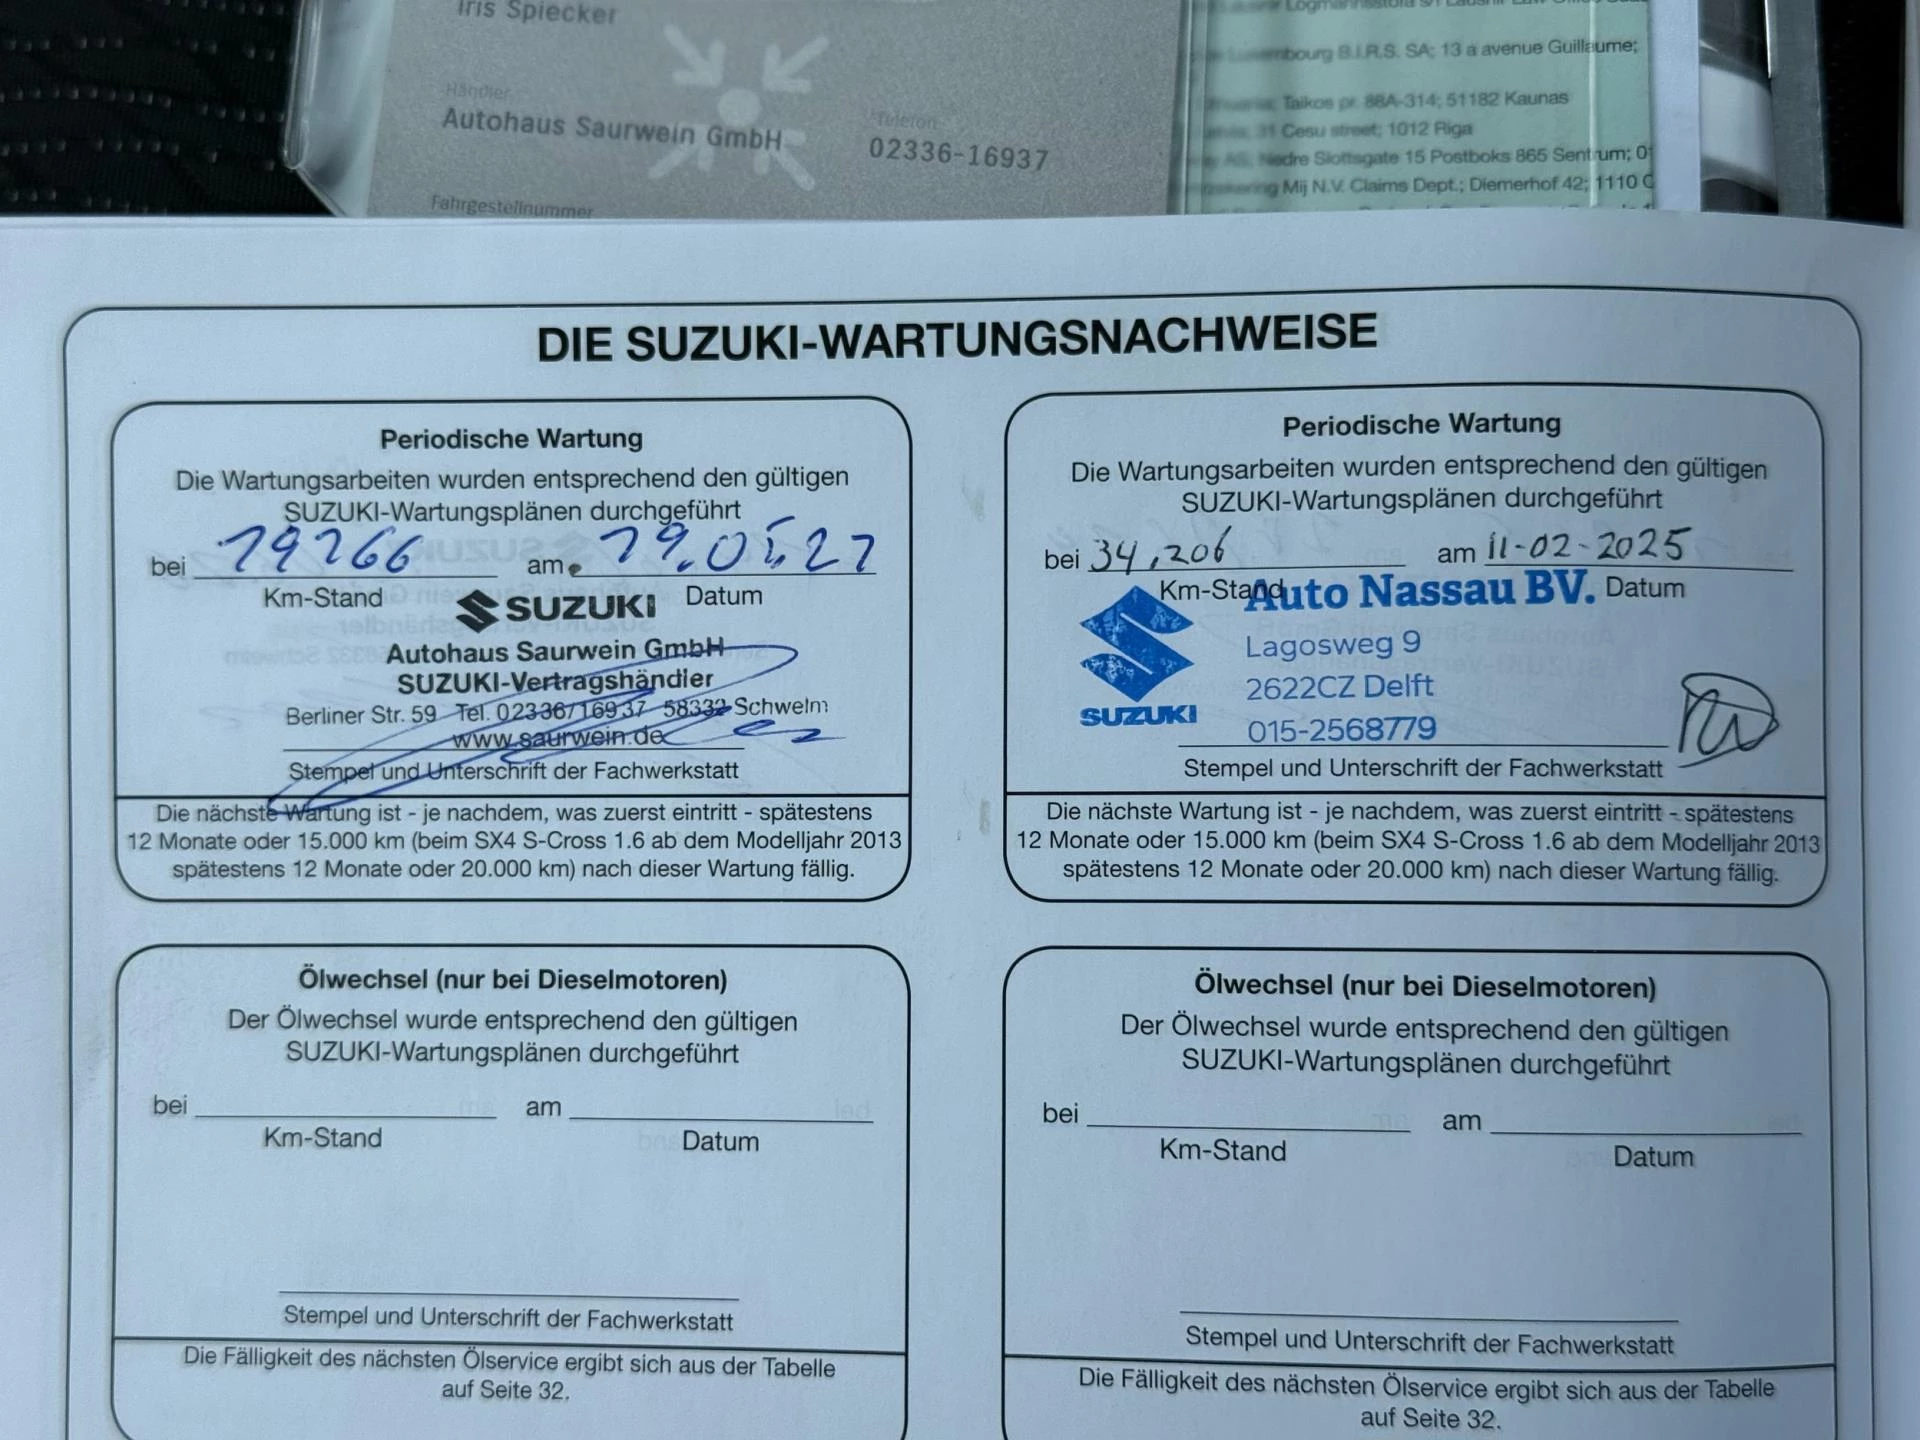 Iris Spiecker
Händler
Autohaus Saurwein GmbH
Telefon
02336-16937
Fahrgestellnummer
Luxembourg B.I.R.S. SA; 13 a avenue Guillaume;
Taikos pr. 88A-314; 51182 Kaunas
31 Cesu street; 1012 Riga
Nedre Slottsgate 15 Postboks 865 Sentrum;
Mij N.V. Claims Dept.; Diemerhof 42; 1110
DIE SUZUKI-WARTUNGSNACHWEISE
Periodische Wartung
Die Wartungsarbeiten wurden entsprechend den gültigen
SUZUKI-Wartungsplänen durchgeführt
bei 19266 am 19.05.21
Km-Stand Datum
SUZUKI
Autohaus Saurwein GmbH
SUZUKI-Vertragshändler
Berliner Str. 59 Tel. 02336/16937 58332 Schwelm
www.saurwein.de
Stempel und Unterschrift der Fachwerkstatt
Die nächste Wartung ist - je nachdem, was zuerst eintritt - spätestens
12 Monate oder 15.000 km (beim SX4 S-Cross 1.6 ab dem Modelljahr 2013
spätestens 12 Monate oder 20.000 km) nach dieser Wartung fällig.
Periodische Wartung
Die Wartungsarbeiten wurden entsprechend den gültigen
SUZUKI-Wartungsplänen durchgeführt
bei 34,206 am 11-02-2025
Km-Stand Datum
Auto Nassau BV.
Lagosweg 9
2622CZ Delft
015-2568779
SUZUKI
Stempel und Unterschrift der Fachwerkstatt
Die nächste Wartung ist - je nachdem, was zuerst eintritt - spätestens
12 Monate oder 15.000 km (beim SX4 S-Cross 1.6 ab dem Modelljahr 2013
spätestens 12 Monate oder 20.000 km) nach dieser Wartung fällig.
Ölwechsel (nur bei Dieselmotoren)
Der Ölwechsel wurde entsprechend den gültigen
SUZUKI-Wartungsplänen durchgeführt
bei am
Km-Stand Datum
Stempel und Unterschrift der Fachwerkstatt
Die Fälligkeit des nächsten Ölservice ergibt sich aus der Tabelle
auf Seite 32.
Ölwechsel (nur bei Dieselmotoren)
Der Ölwechsel wurde entsprechend den gültigen
SUZUKI-Wartungsplänen durchgeführt
bei am
Km-Stand Datum
Stempel und Unterschrift der Fachwerkstatt
Die Fälligkeit des nächsten Ölservice ergibt sich aus der Tabelle
auf Seite 32.